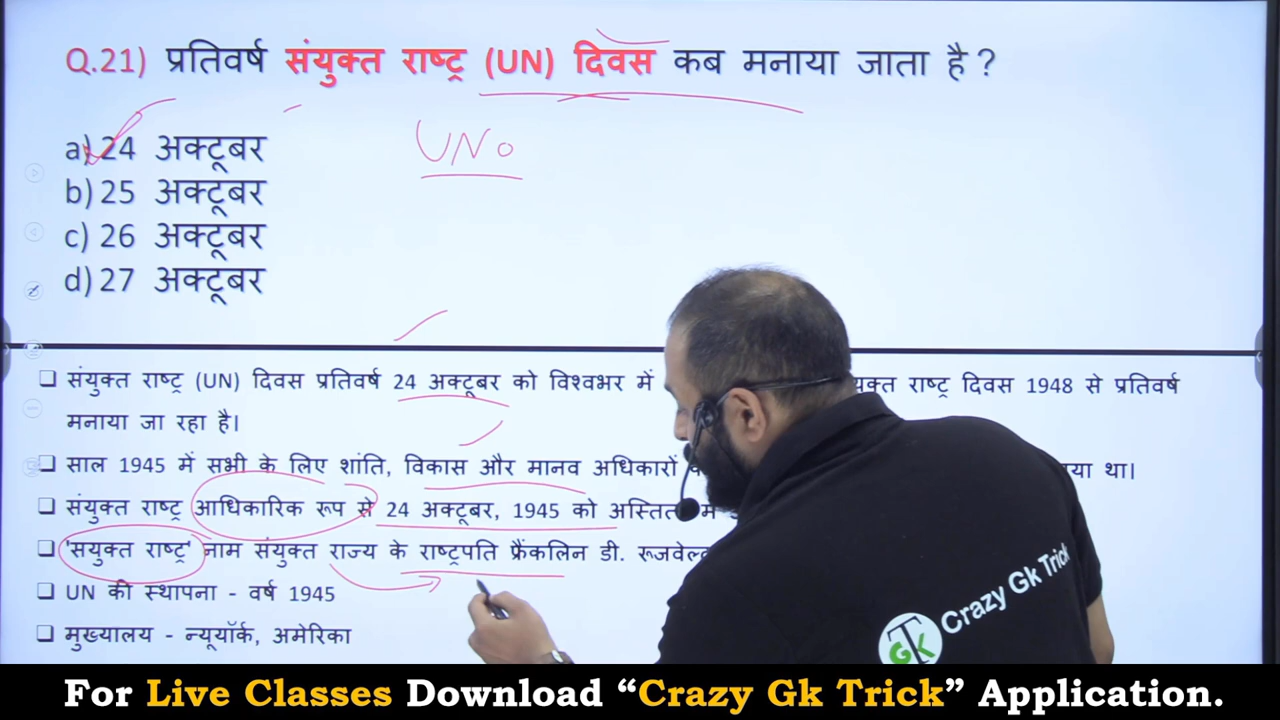 Q.21) प्रतिवर्ष संयुक्त राष्ट्र (UN) दिवस कब मनाया जाता है?
a) 24 अक्टूबर
UNO
b) 25 अक्टूबर
c) 26 अक्टूबर
d) 27 अक्टूबर
संयुक्त राष्ट्र (UN) दिवस प्रतिवर्ष 24 अक्टूबर को विश्वभर में राष्ट्र दिवस 1948 से प्रतिवर्ष
मनाया जा रहा है।
साल 1945 में सभी के लिए शांति, विकास और मानव अधिकारों था।
संयुक्त राष्ट्र आधिकारिक रूप से 24 अक्टूबर, 1945 को में
'सयुक्त राष्ट्र' नाम संयुक्त राज्य के राष्ट्रपति फ्रैंकलिन डी.
UN की स्थापना - वर्ष 1945
मुख्यालय - न्यूयॉर्क, अमेरिका
Crazy Gk Trick
GTK
For Live Classes Download “Crazy Gk Trick” Application.